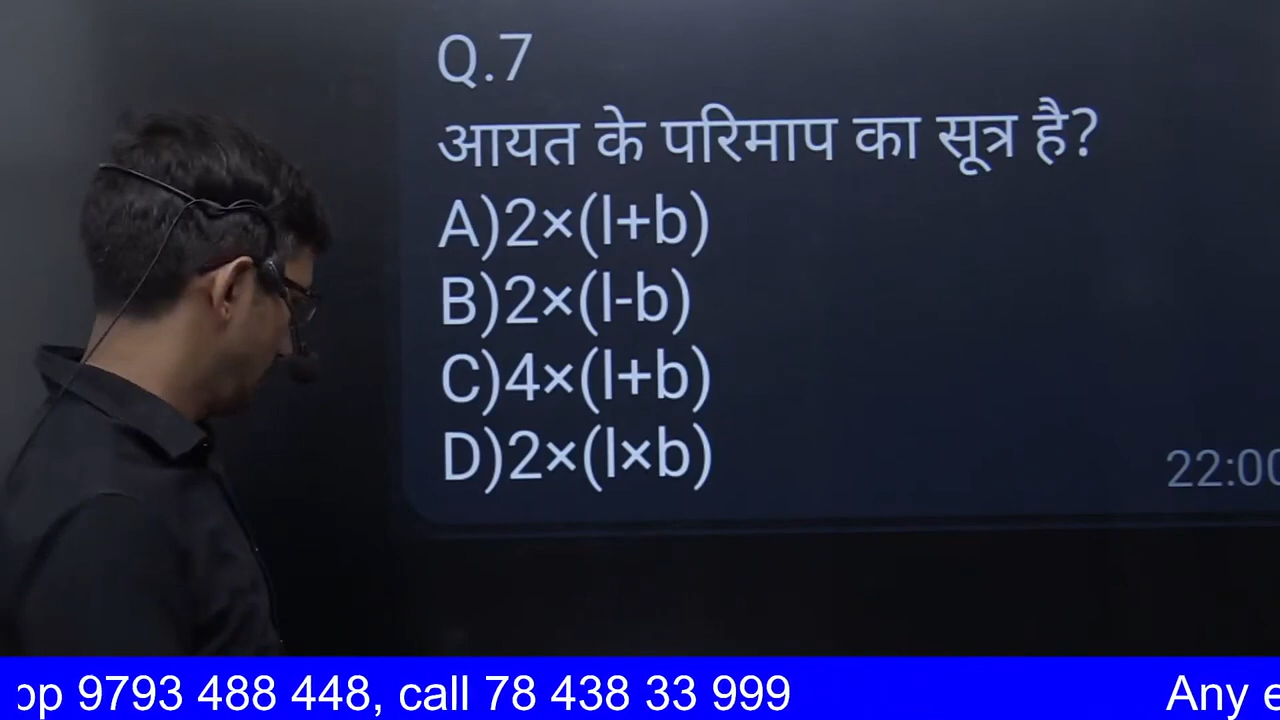 Q.7
आयत के परिमाप का सूत्र है?
A)2×(l+b)
B)2×(l-b)
C)4×(l+b)
D)2×(l×b)
22:00
9793 488 448, call 78 438 33 999
Any